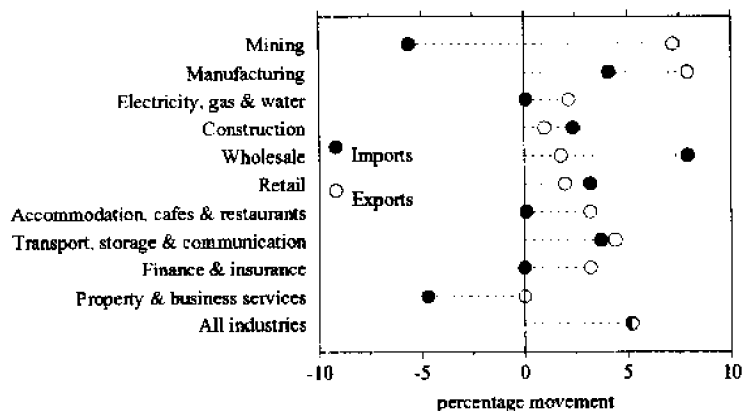 Mining
Manufacturing
Electricity, gas & water
Construction
Wholesale
Imports
Retail
Exports
Accommodation, cafes & restaurants
Transport, storage & communication
Finance & insurance
Property & business services
All industries
-10 -5 0 5 10
percentage movement